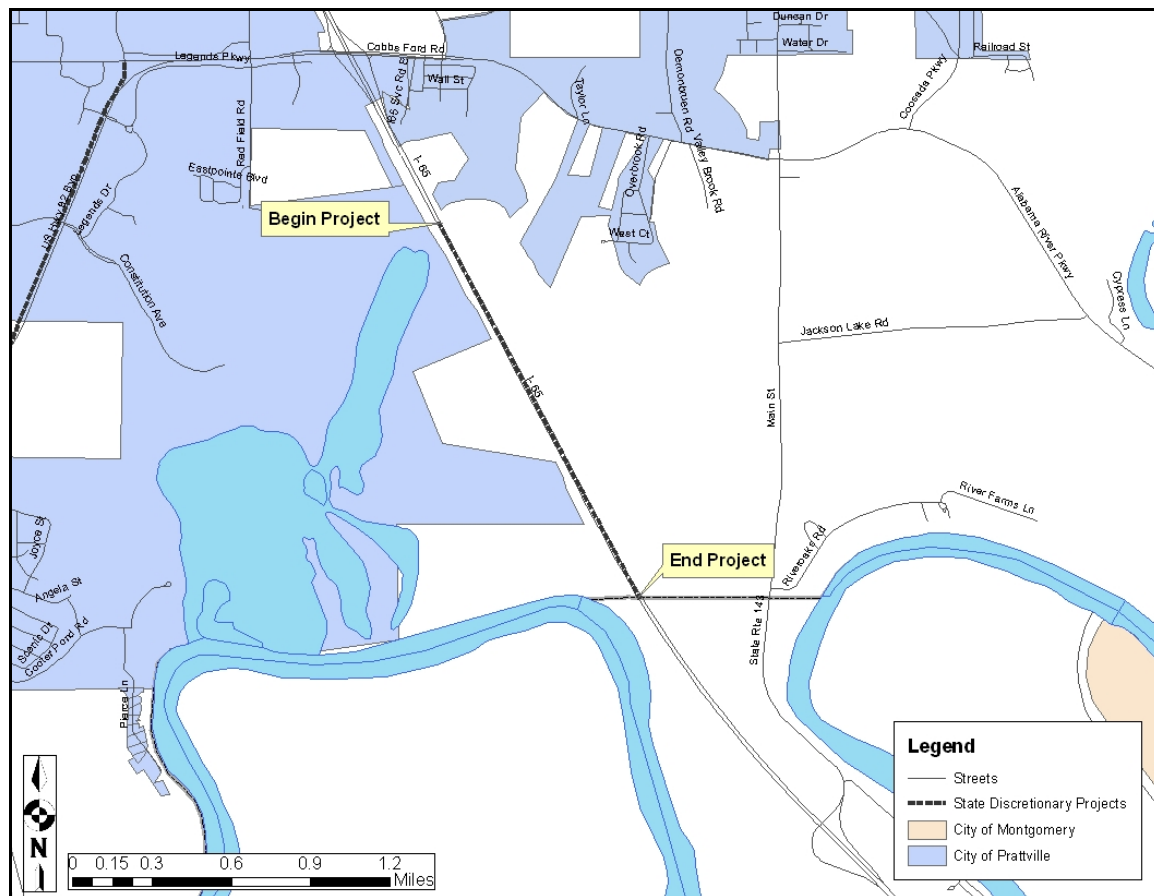 Duncan Dr
Water Dr
Cobbs Ford Rd
Legends Pkwy
Railroad St
Wall St
I-65 Svc Rd B
Taylor Ln
Demonbruen Rd
Coosada Pkwy
Rad Field Rd
Overbrook Rd
Valley Brook Rd
Eastpointe Blvd
I- 65
US Hwy 82 Byp
Legends Dr
Begin Project
West Ct
Alabama River Pkwy
Constitution Ave
Cypress Ln
Jackson Lake Rd
I- 65
Main St
River Farms Ln
Joyce St
Riveroaks Rd
End Project
Angela St
Scenic Dr
Cooter Pond Rd
State Rte 143
Pierce Ln
Legend
Streets
State Discretionary Projects
City of Montgomery
City of Prattville
N
0 0.15 0.3 0.6 0.9 1.2
Miles